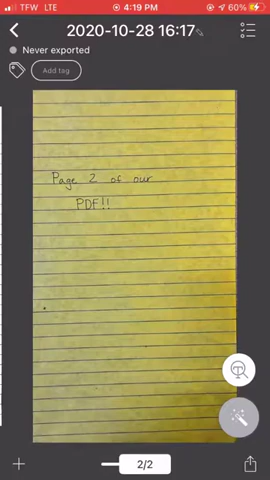 TFW LTE 4:19 PM 60%
2020-10-28 16:17
Never exported
Add tag
Page 2 of our
PDF!!
T
2/2